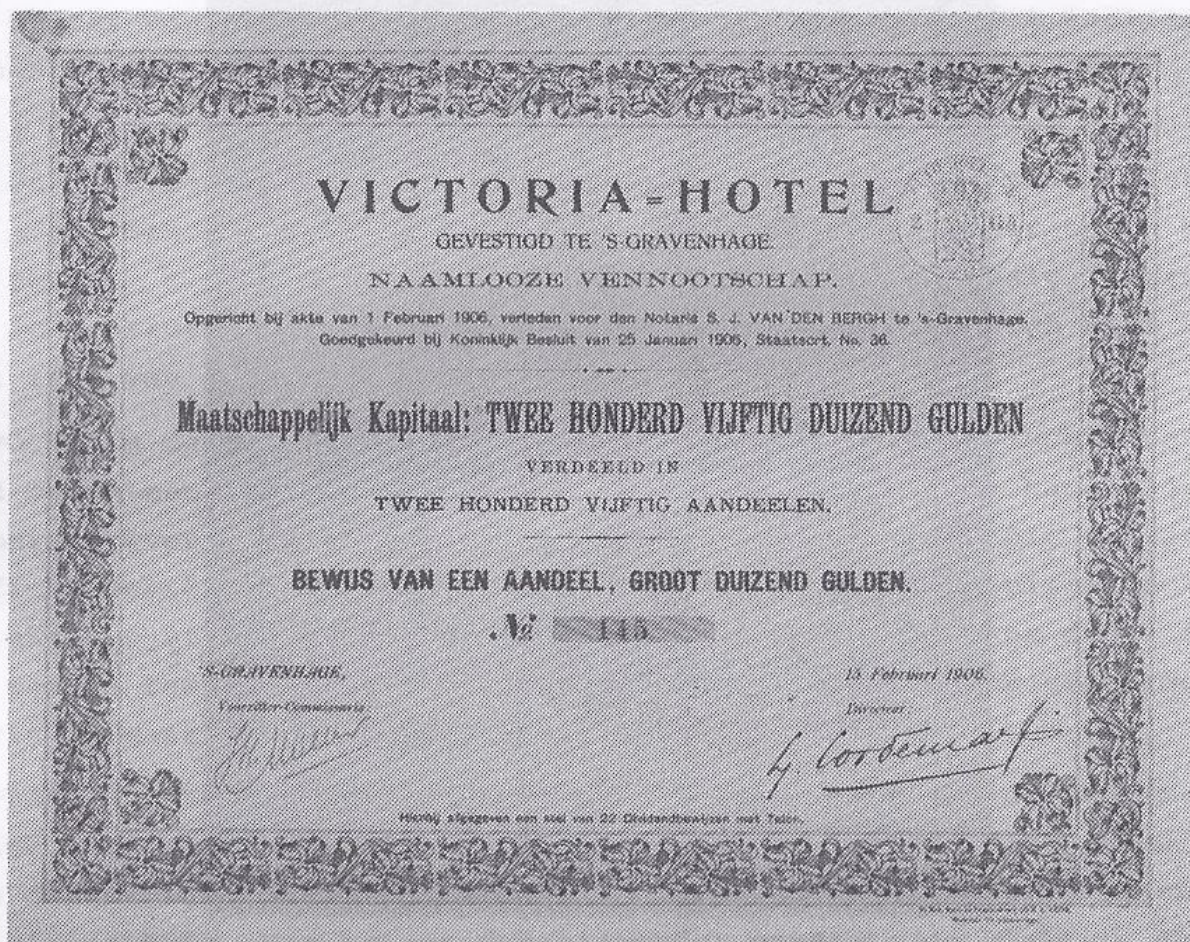 VICTORIA=HOTEL
GEVESTIGD TE 'S-GRAVENHAGE.
NAAMLOOZE VENNOOTSCHAP.
Opgericht bij akte van 1 Februari 1906, verleden voor den Notaris S. J. VAN DEN BERGH te 's-Gravenhage.
Goedgekeurd bij Koninklijk Besluit van 25 Januari 1906, Staatscrt. No. 36.
Maatschappelijk Kapitaal: TWEE HONDERD VIJFTIG DUIZEND GULDEN
VERDEELD IN
TWEE HONDERD VIJFTIG AANDEELEN.
BEWIJS VAN EEN AANDEEL, GROOT DUIZEND GULDEN.
No 145
'S-GRAVENHAGE,
15 Februari 1906.
Voorzitter-Commissaris:
Directeur:
Hierbij afgegeven een stel van 22 Dividendbewijzen met Talon.